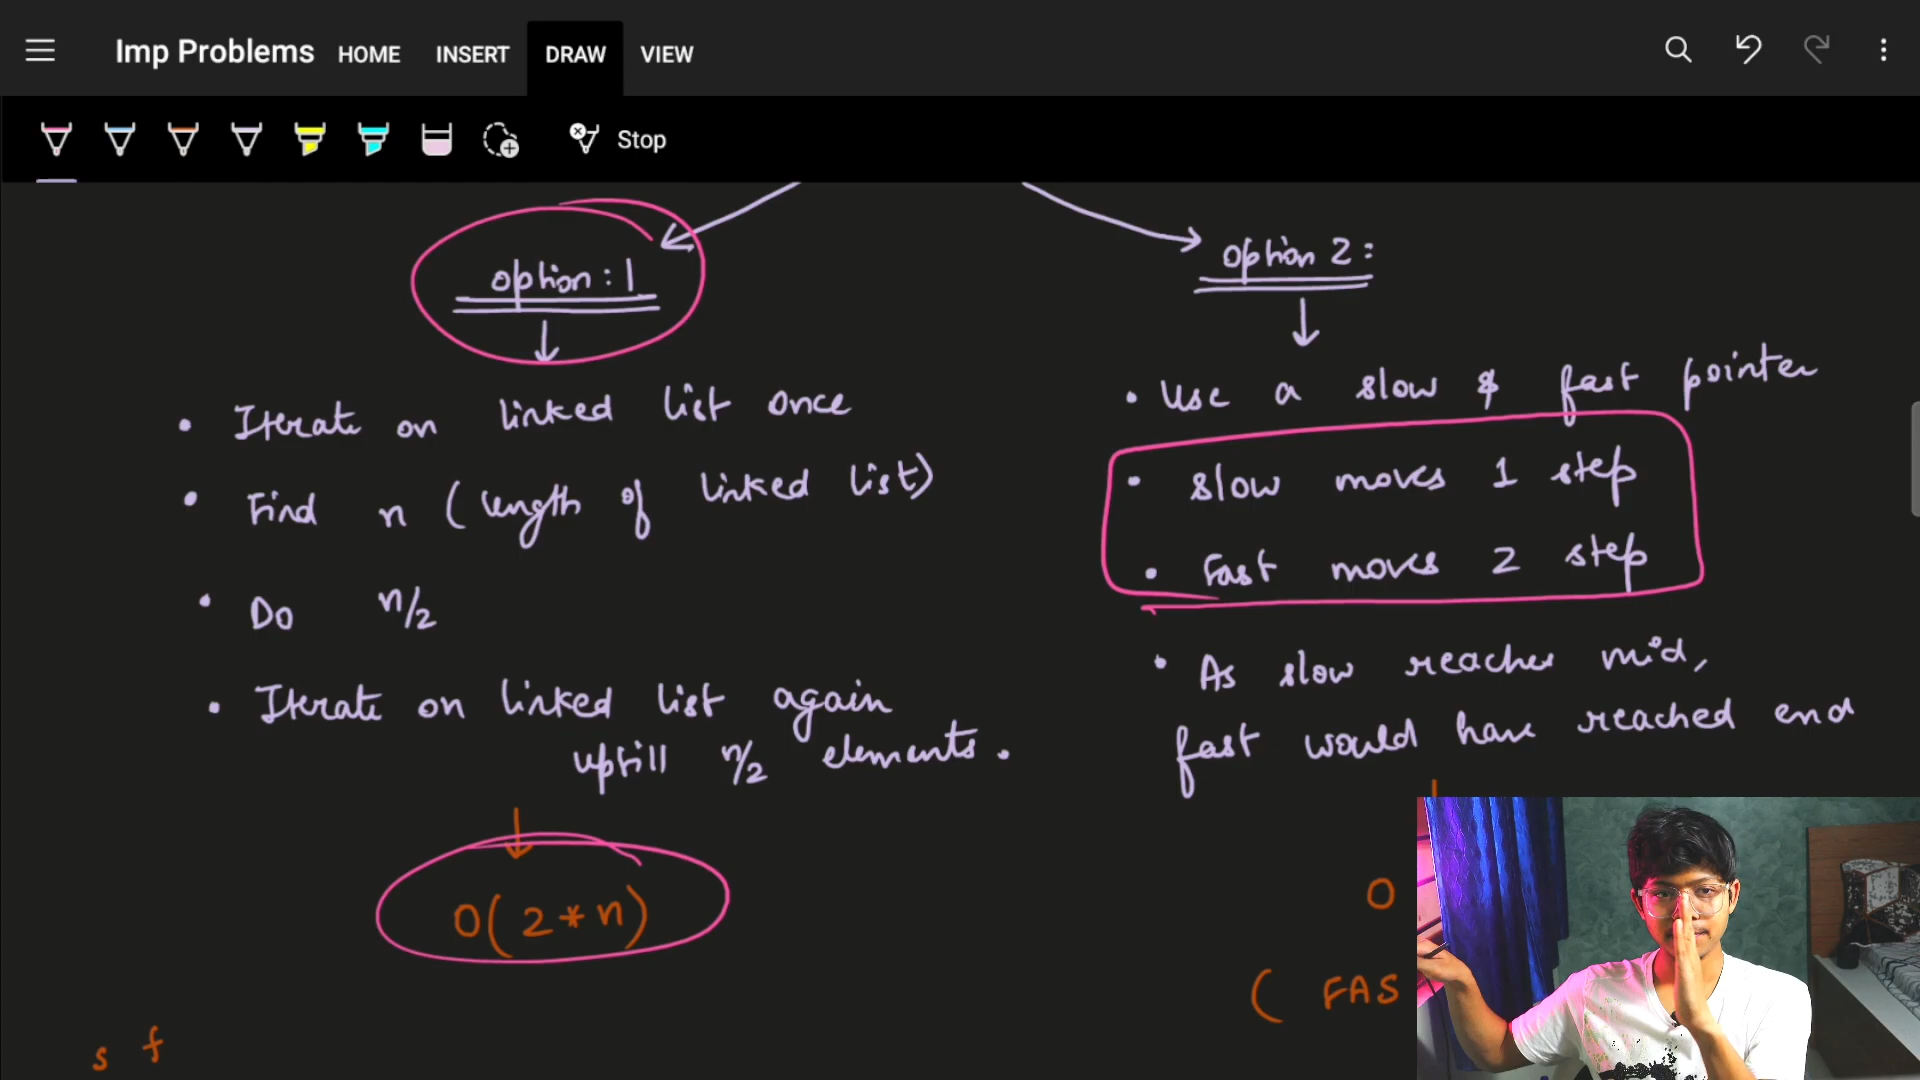 Imp Problems HOME INSERT DRAW VIEW
Stop
option : 1
• Iterate on linked list once
• Find n ( length of linked list)
• Do n/2
• Iterate on linked list again
uptill n/2 elements.
O( 2 * n )
option 2 :
• Use a slow & fast pointer
• slow moves 1 step
• Fast moves 2 step
• As slow reaches mid,
fast would have reached end
O
( FAS
s f